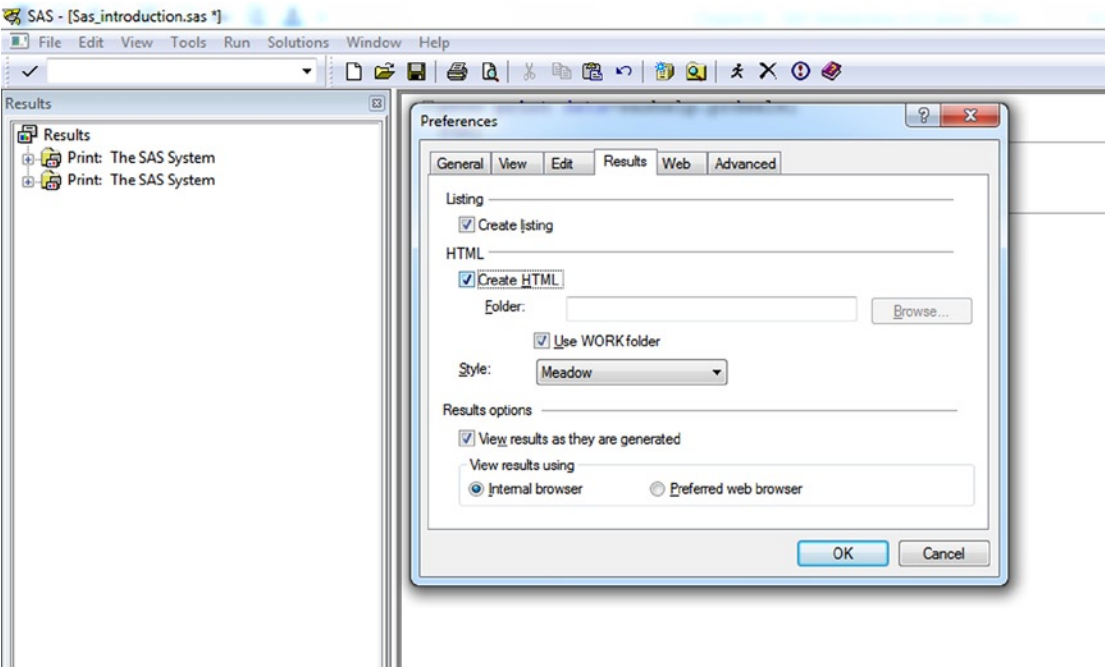 SAS - [Sas_introduction.sas *]
File Edit View Tools Run Solutions Window Help
Results
Results
Print: The SAS System
Print: The SAS System
Preferences
General View Edit Results Web Advanced
Listing
Create listing
HTML
Create HTML
Folder: Browse...
Use WORK folder
Style: Meadow
Results options
View results as they are generated
View results using
Internal browser Preferred web browser
OK Cancel